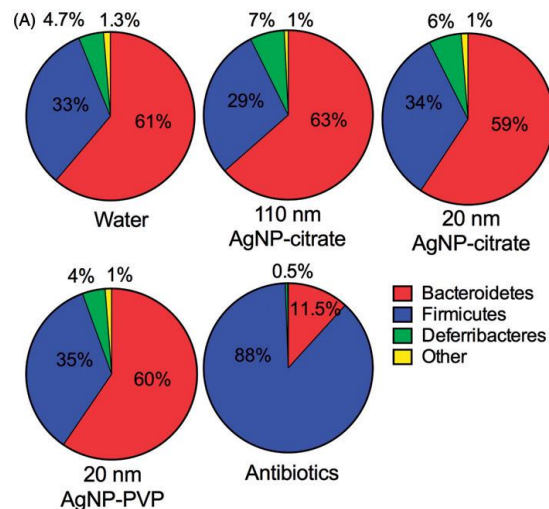 (A)
4.7% 1.3%
33%
61%
Water
7% 1%
29%
63%
110 nm
AgNP-citrate
6% 1%
34%
59%
20 nm
AgNP-citrate
4% 1%
35%
60%
20 nm
AgNP-PVP
0.5%
11.5%
88%
Antibiotics
Bacteroidetes
Firmicutes
Deferribacteres
Other